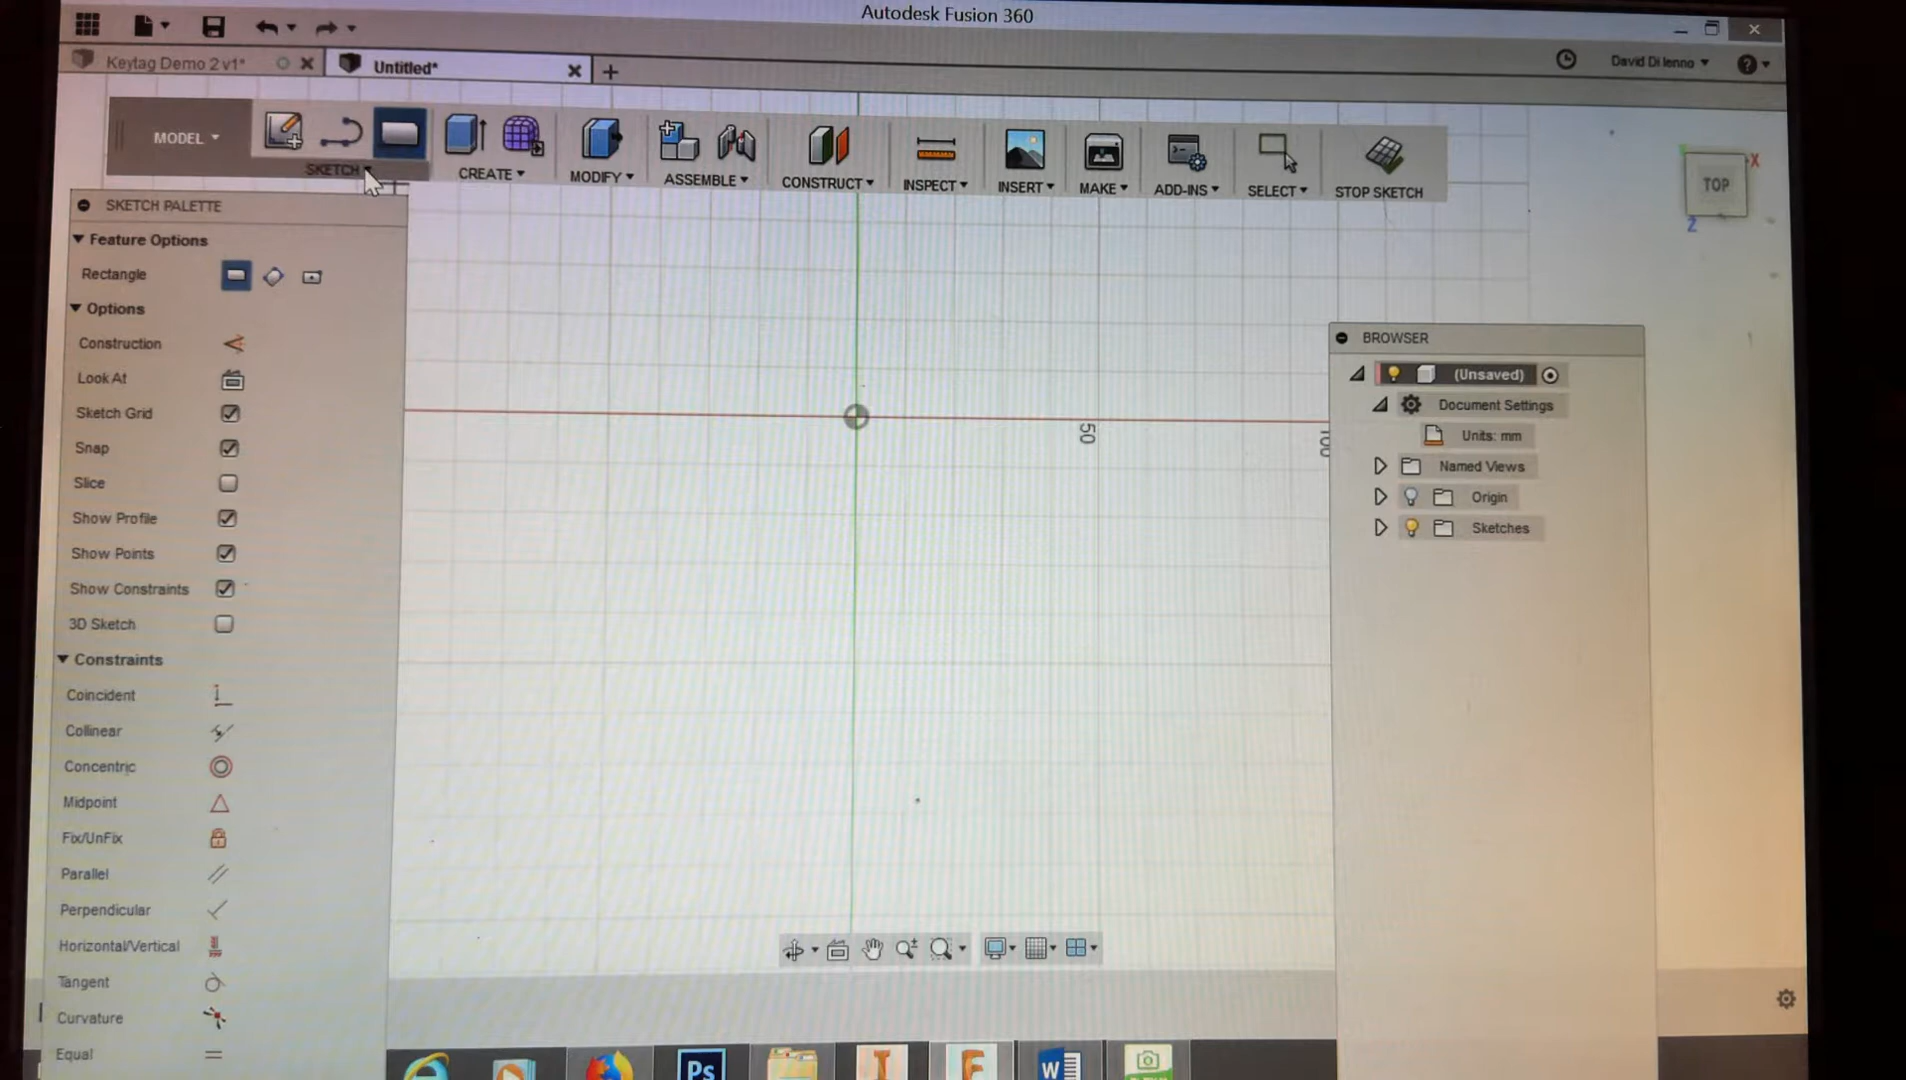 Autodesk Fusion 360
Keytag Demo 2 v1*
Untitled*
David Di Ienno
MODEL
SKETCH
CREATE
MODIFY
ASSEMBLE
CONSTRUCT
INSPECT
INSERT
MAKE
ADD-INS
SELECT
STOP SKETCH
TOP
X
Z
SKETCH PALETTE
Feature Options
Rectangle
Options
Construction
Look At
Sketch Grid
Snap
Slice
Show Profile
Show Points
Show Constraints
3D Sketch
Constraints
Coincident
Collinear
Concentric
Midpoint
Fix/UnFix
Parallel
Perpendicular
Horizontal/Vertical
Tangent
Curvature
Equal
50
100
BROWSER
(Unsaved)
Document Settings
Units: mm
Named Views
Origin
Sketches
Ps
I
F
W